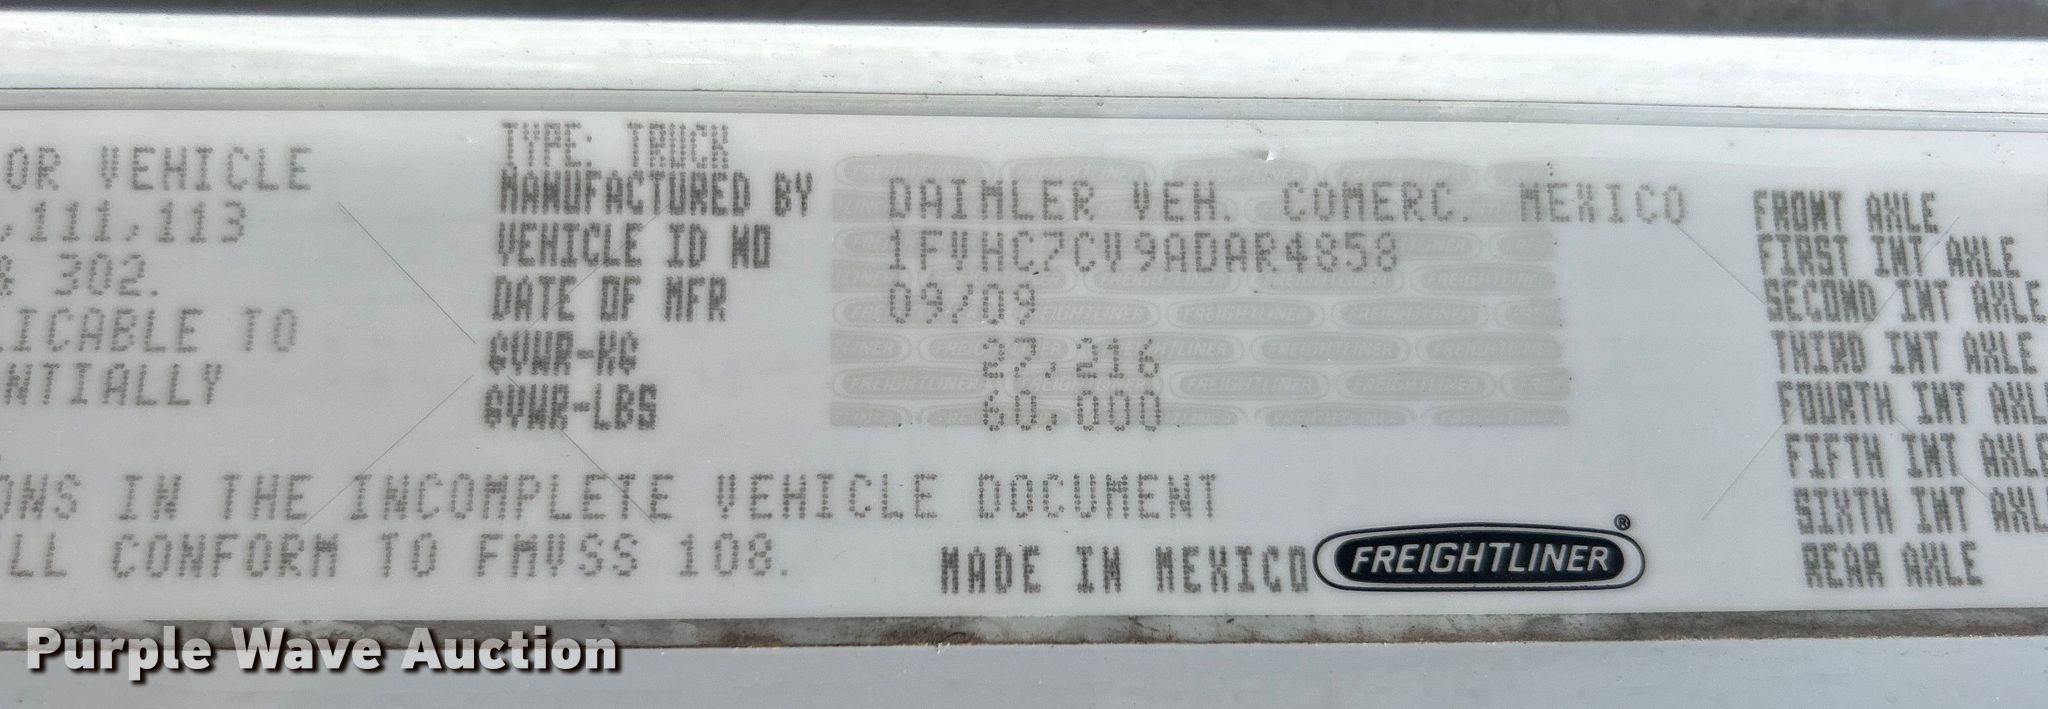 OR VEHICLE
,111,113
302.
LICABLE TO
NTIALLY
ONS IN THE INCOMPLETE VEHICLE DOCUMENT
LL CONFORM TO FMVSS 108.
TYPE: TRUCK
MANUFACTURED BY DAIMLER VEH. COMERC. MEXICO
VEHICLE ID NO 1FVHC7CV9ADAR4858
DATE OF MFR 09/09
GVWR-KG 27,216
GVWR-LBS 60,000
MADE IN MEXICO FREIGHTLINER®
FRONT AXLE
FIRST INT AXLE
SECOND INT AXLE
THIRD INT AXLE
FOURTH INT AXL
FIFTH INT AXLE
SIXTH INT AXL
REAR AXLE
Purple Wave Auction